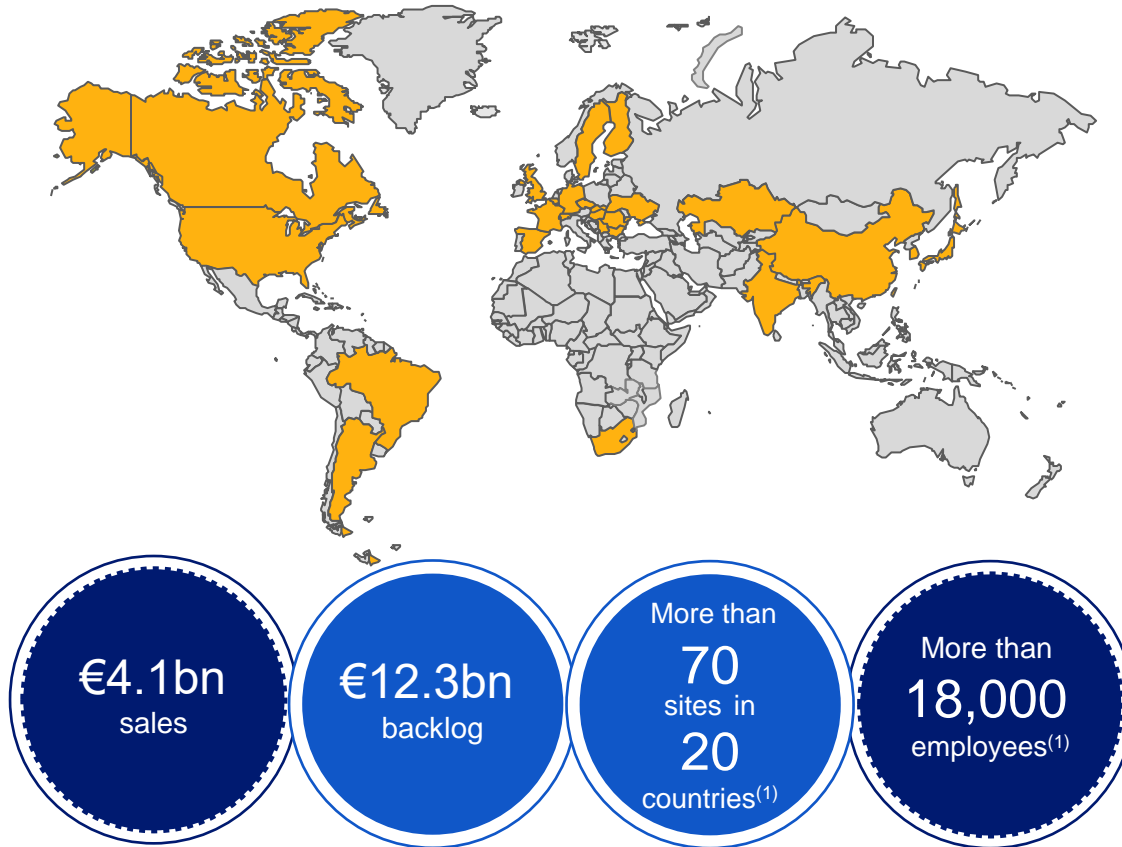 €4.1bn
sales
€12.3bn
backlog
More than
70
sites in
20
countries(1)
More than
18,000
employees(1)